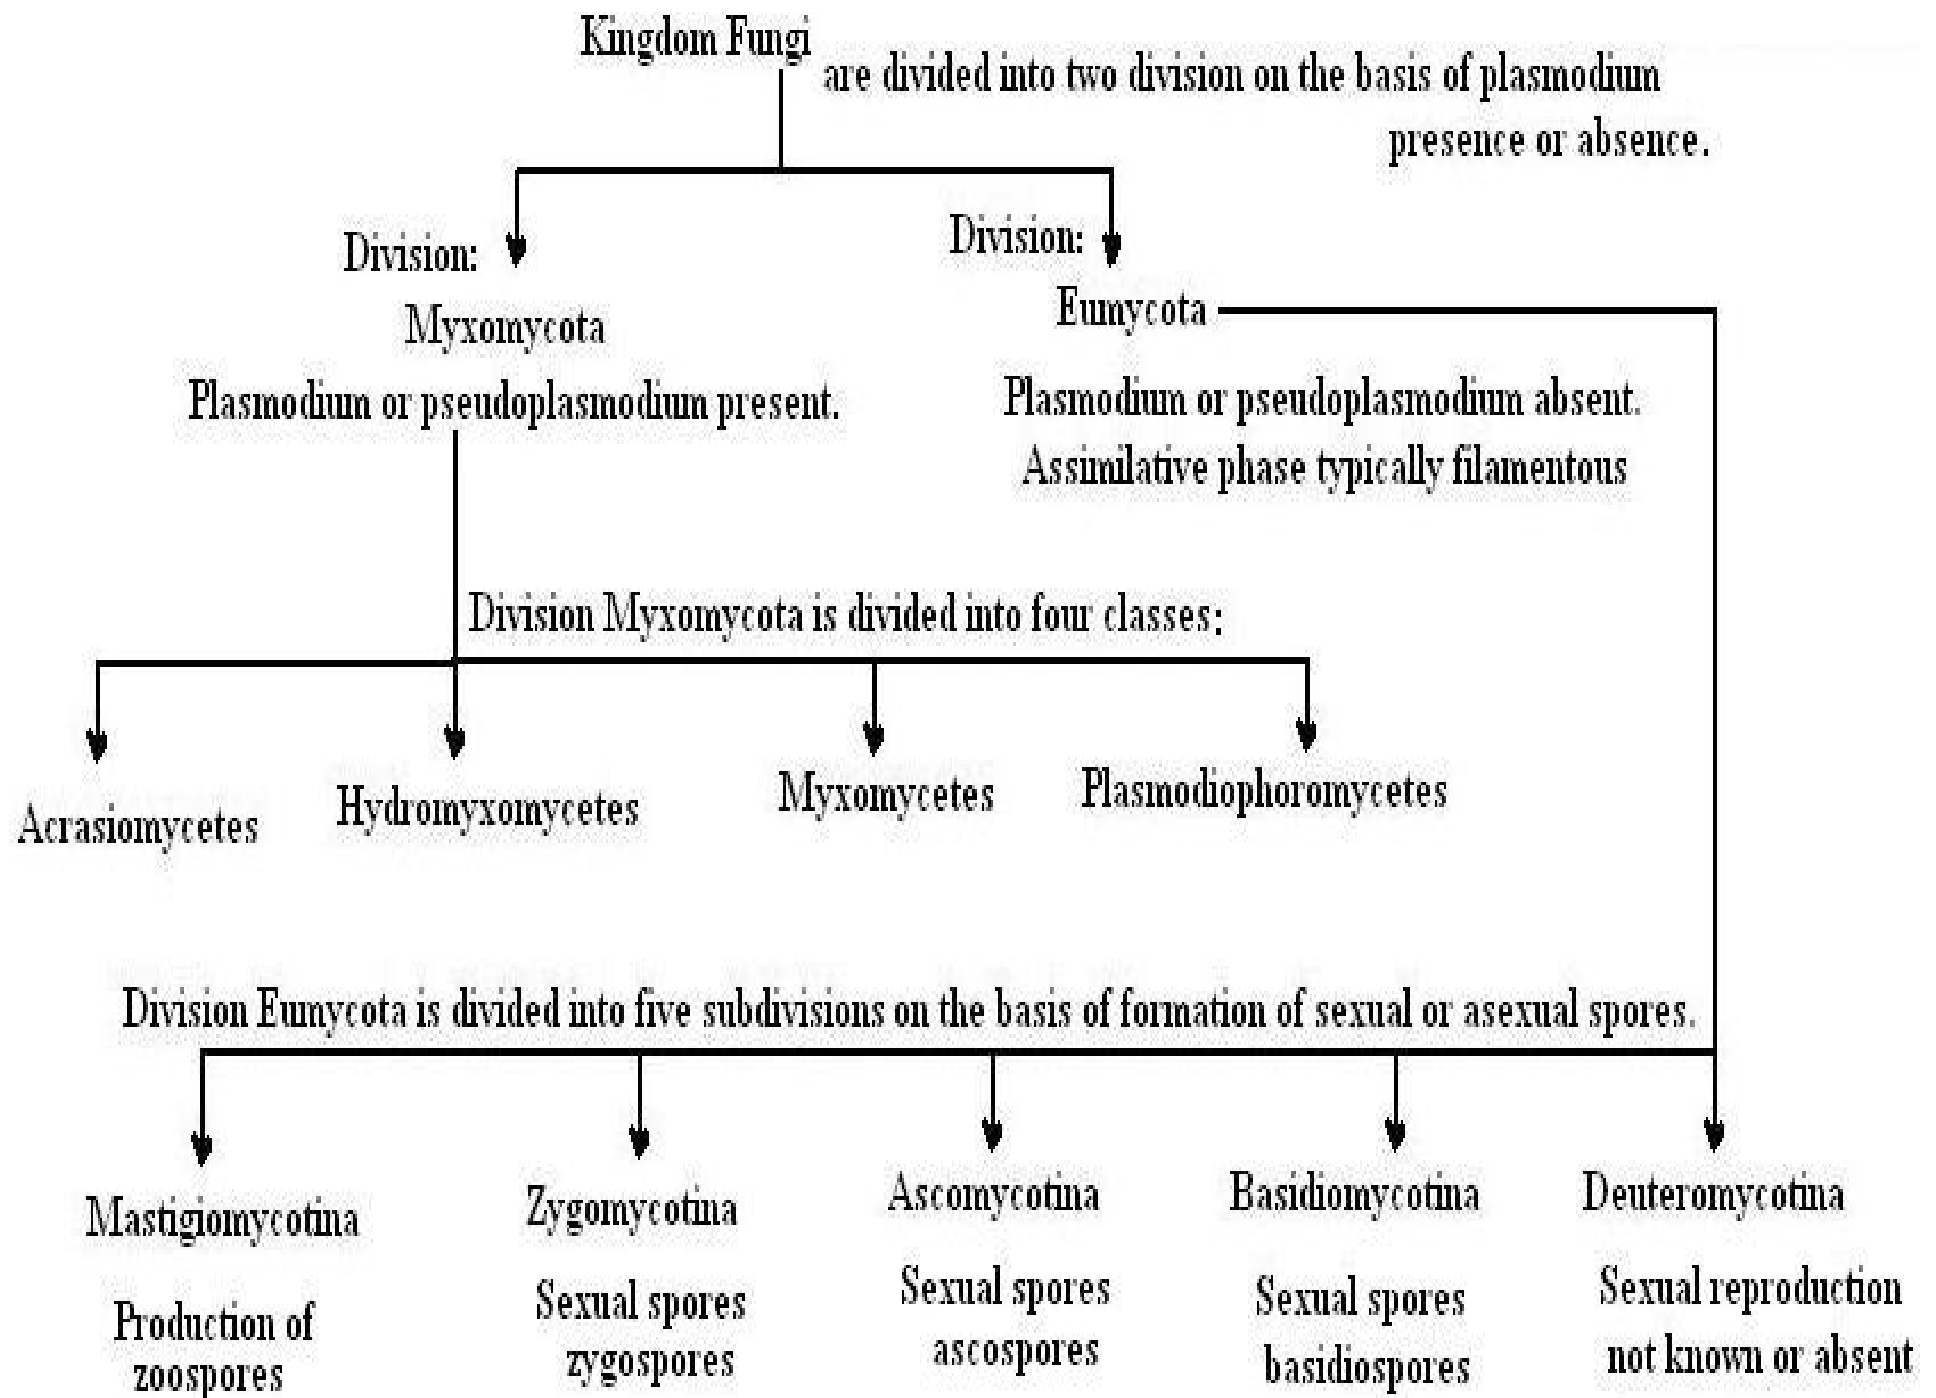 Kingdom Fungi
are divided into two division on the basis of plasmodium
presence or absence.
Division:
Myxomycota
Plasmodium or pseudoplasmodium present.
Division:
Eumycota
Plasmodium or pseudoplasmodium absent.
Assimilative phase typically filamentous
Division Myxomycota is divided into four classes:
Acrasiomycetes
Hydromyxomycetes
Myxomycetes
Plasmodiophoromycetes
Division Eumycota is divided into five subdivisions on the basis of formation of sexual or asexual spores.
Mastigiomycotina
Production of
zoospores
Zygomycotina
Sexual spores
zygospores
Ascomycotina
Sexual spores
ascospores
Basidiomycotina
Sexual spores
basidiospores
Deuteromycotina
Sexual reproduction
not known or absent